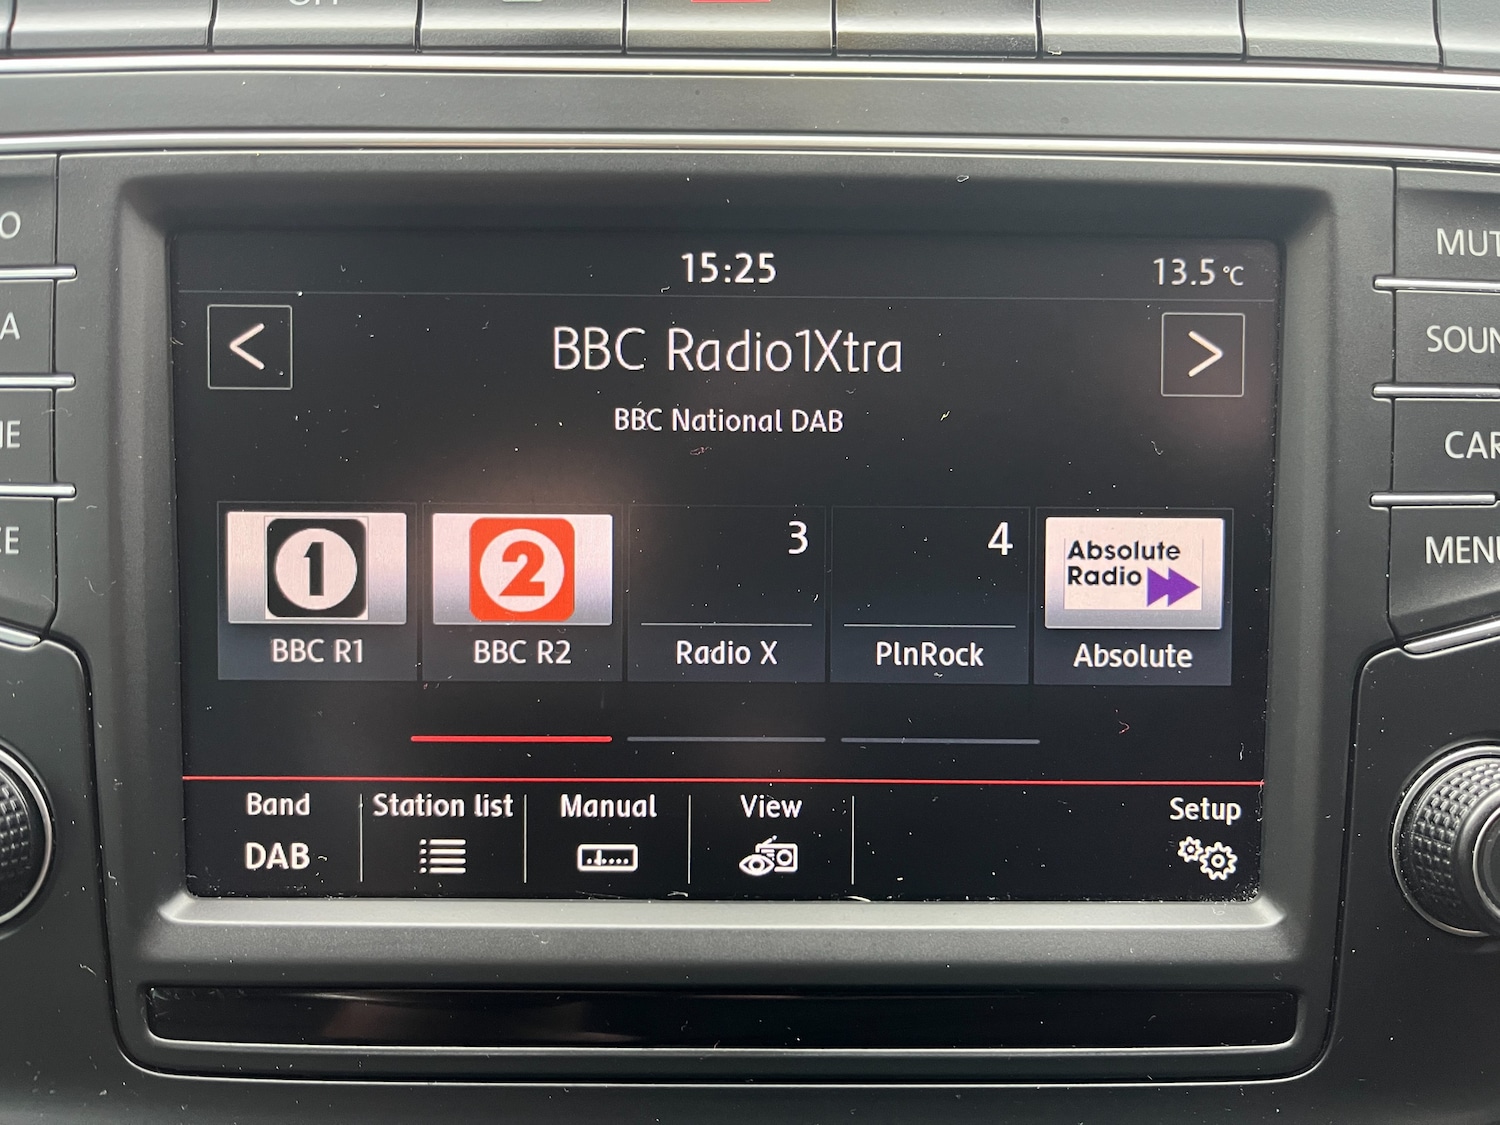 15:25
13.5 °C
<
BBC Radio1Xtra
>
BBC National DAB
1
2
3
4
Absolute
Radio
BBC R1
BBC R2
Radio X
PlnRock
Absolute
Band
Station list
Manual
View
Setup
DAB
MUT
SOUN
CAR
MENU